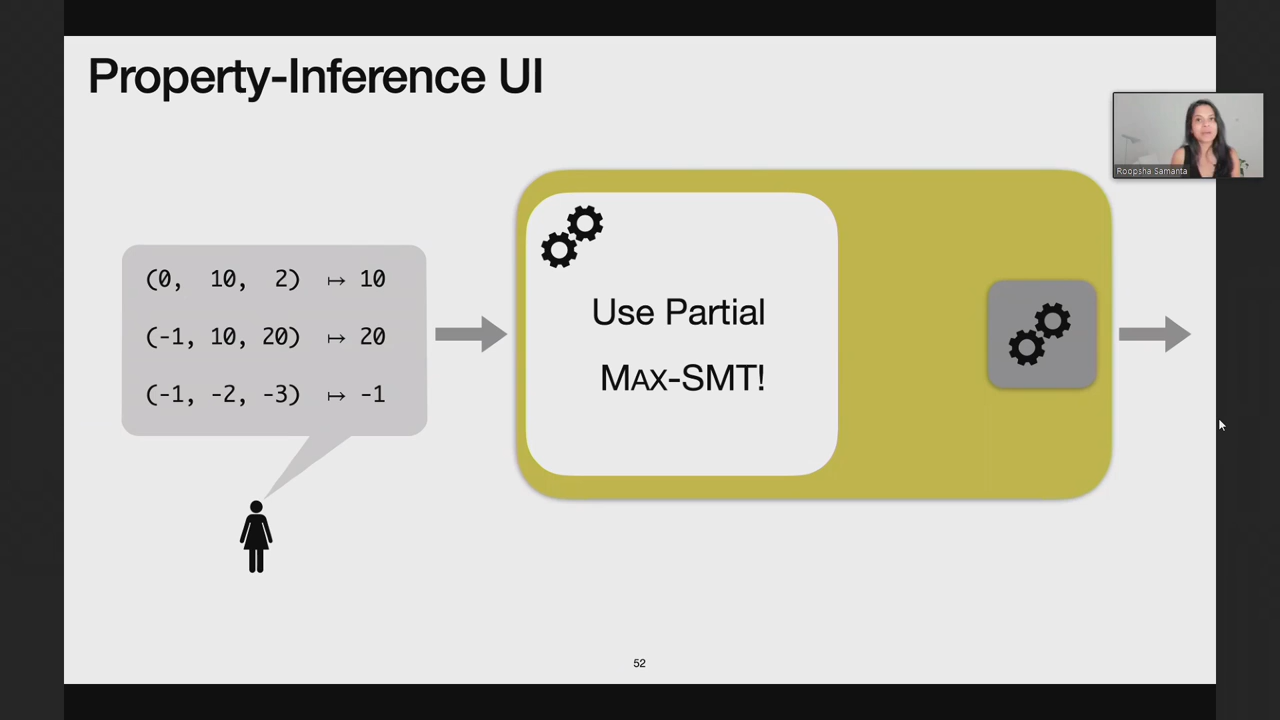 Property-Inference UI
Roopsha Samanta
(0, 10, 2) ↦ 10
(-1, 10, 20) ↦ 20
(-1, -2, -3) ↦ -1
Use Partial
MAX-SMT!
52